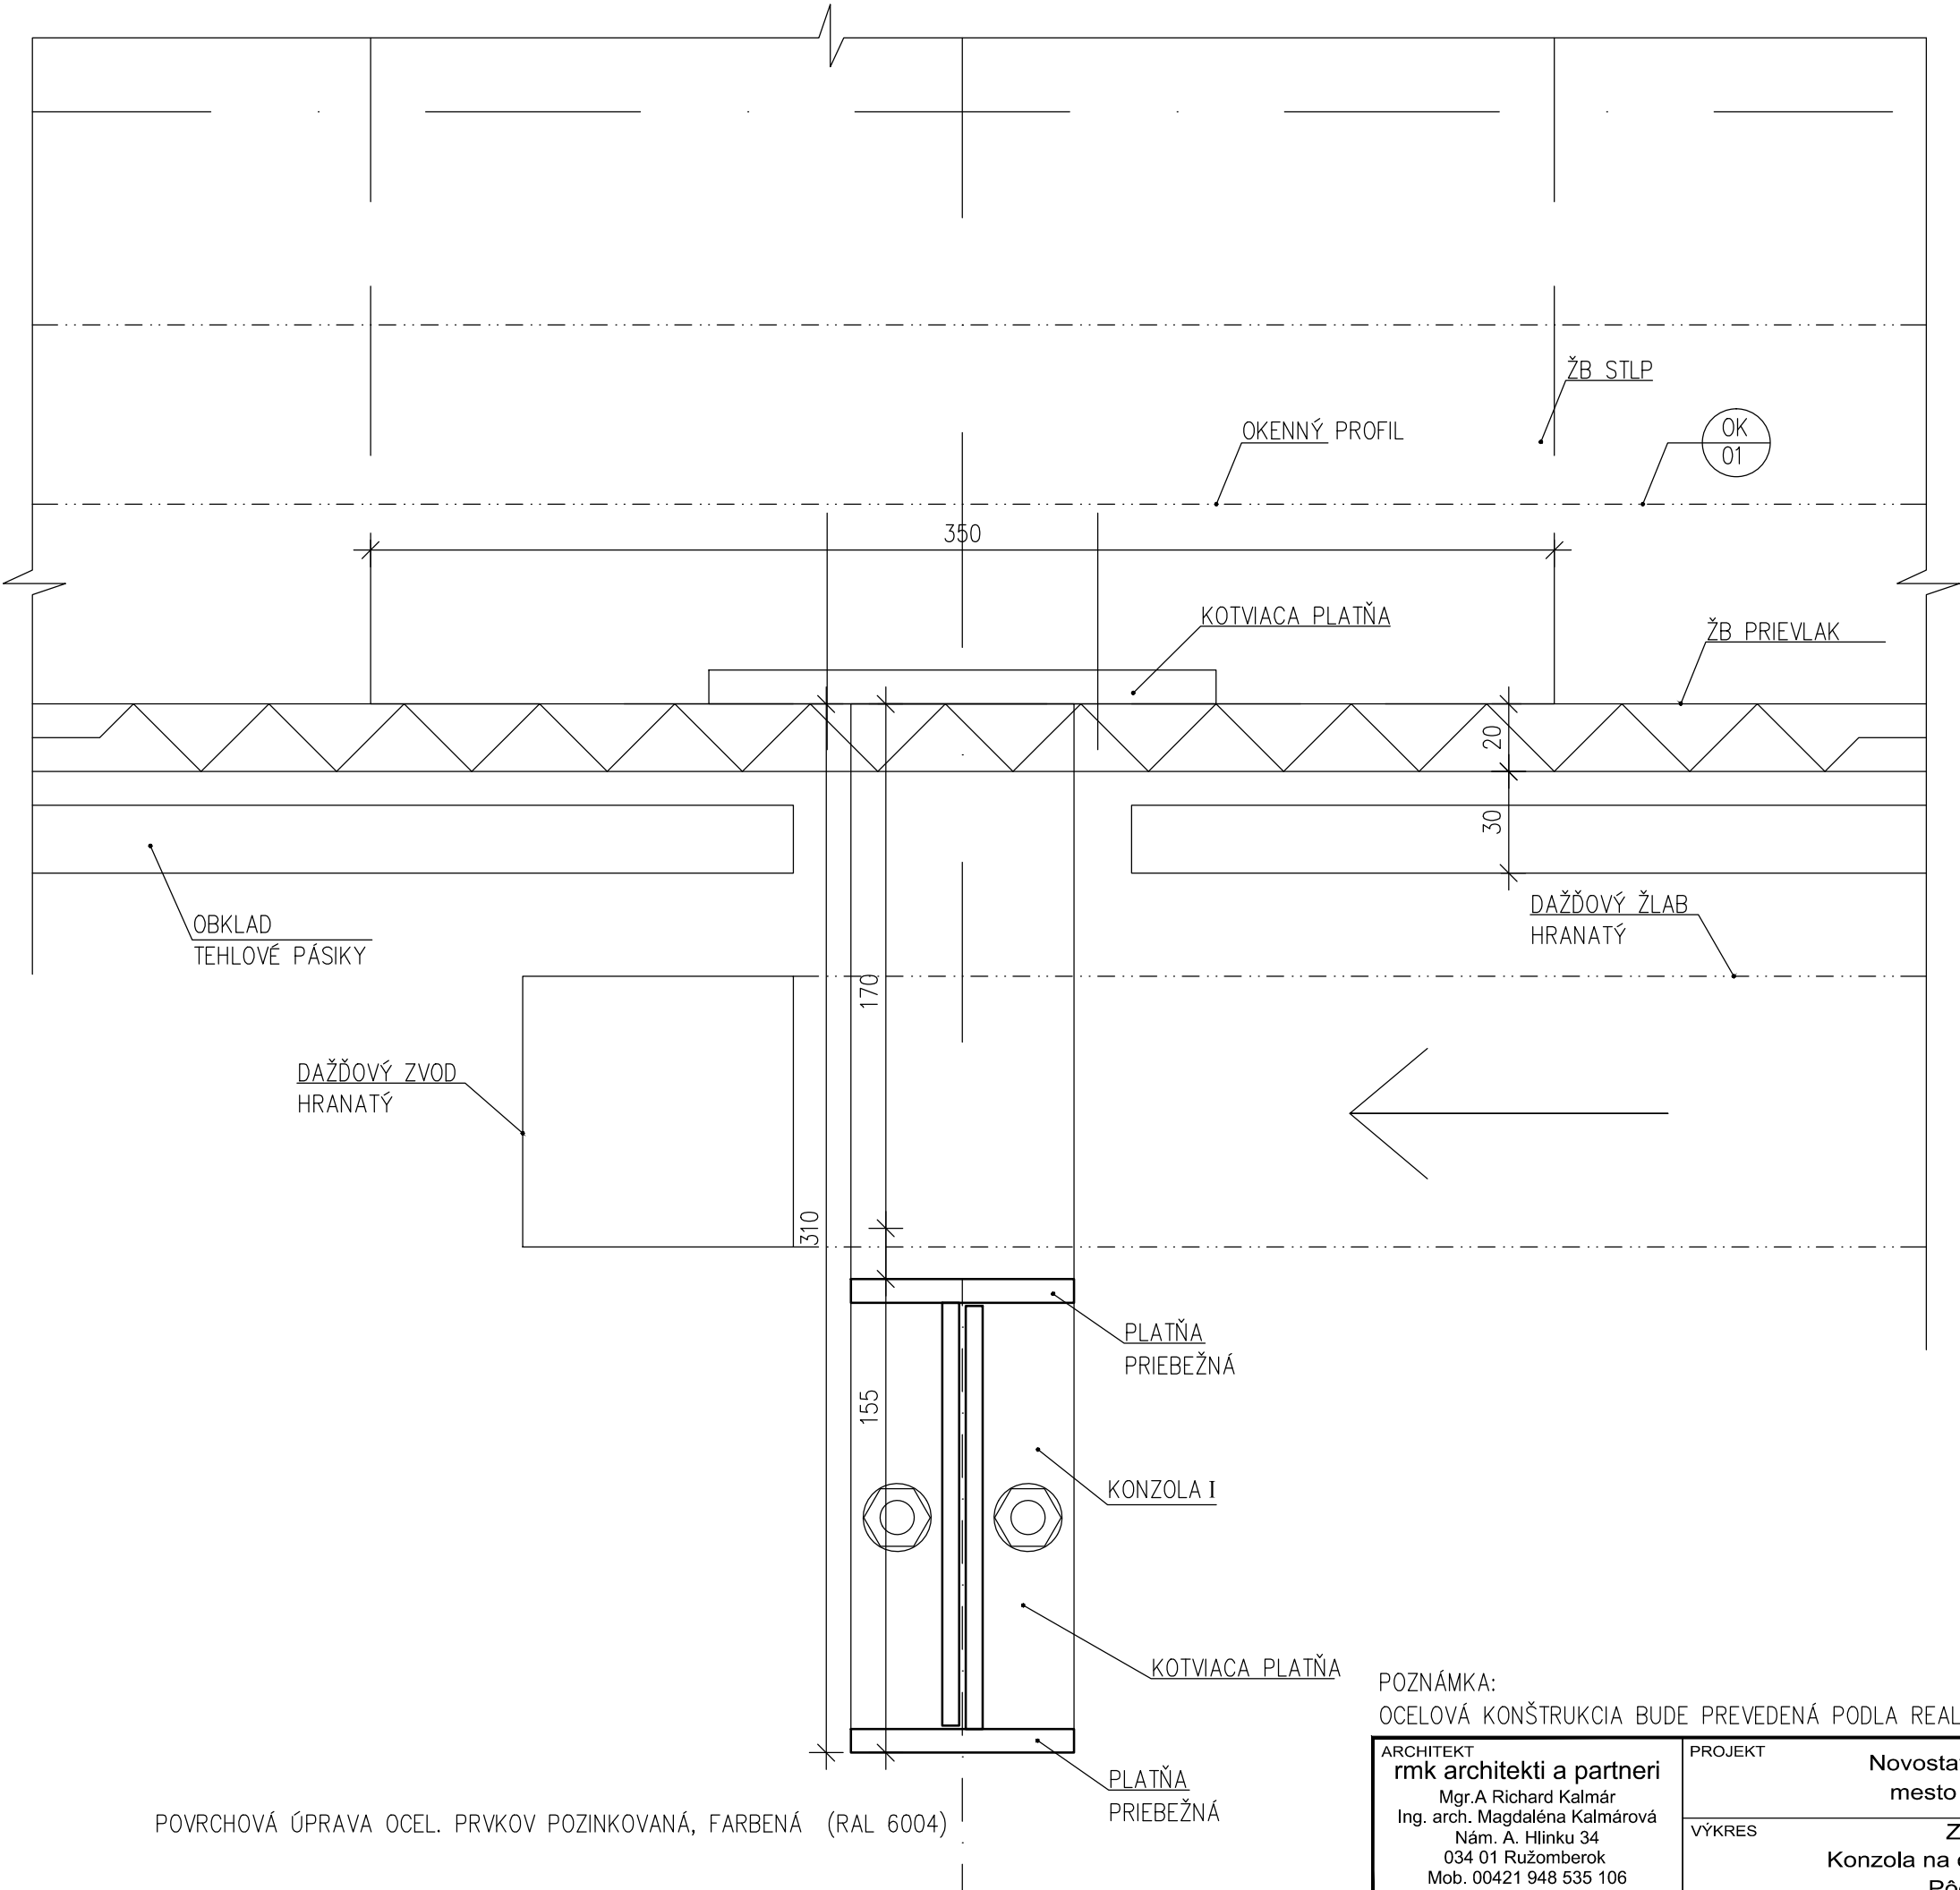 ŽB STLP
OKENNÝ PROFIL
OK
01
350
KOTVIACA PLATŇA
ŽB PRIEVLAK
20
30
OBKLAD
TEHLOVÉ PÁSIKY
DAŽĎOVÝ ŽLAB
HRANATÝ
170
DAŽĎOVÝ ZVOD
HRANATÝ
310
PLATŇA
PRIEBEŽNÁ
155
KONZOLA I
KOTVIACA PLATŇA
POZNÁMKA:
OCELOVÁ KONŠTRUKCIA BUDE PREVEDENÁ PODLA REAL
PLATŇA
PRIEBEŽNÁ
POVRCHOVÁ ÚPRAVA OCEL. PRVKOV POZINKOVANÁ, FARBENÁ (RAL 6004)
ARCHITEKT
rmk architekti a partneri
Mgr.A Richard Kalmár
Ing. arch. Magdaléna Kalmárová
Nám. A. Hlinku 34
034 01 Ružomberok
Mob. 00421 948 535 106
PROJEKT
Novosta
mesto
VÝKRES
Z
Konzola na